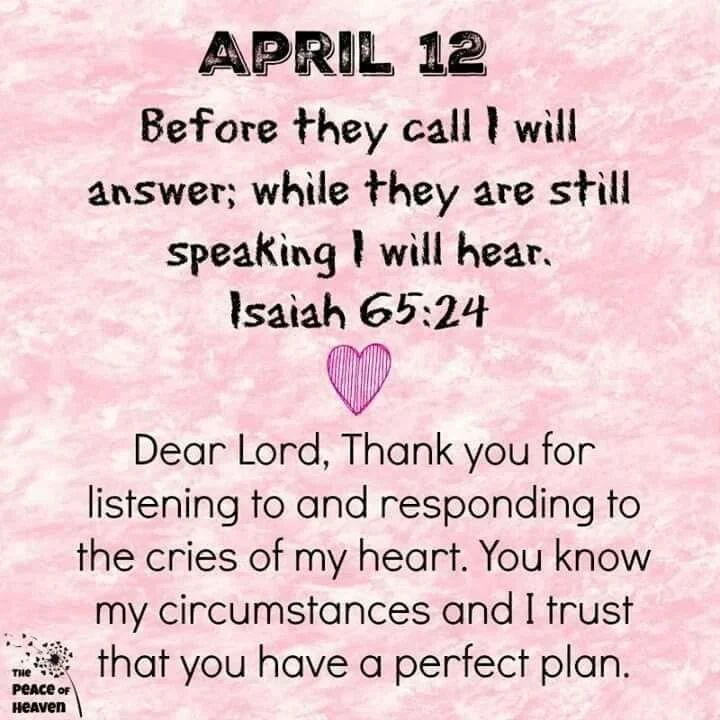 APRIL 12
Before they call I will
answer; while they are still
speaking I will hear.
Isaiah 65:24
Dear Lord, Thank you for
listening to and responding to
the cries of my heart. You know
my circumstances and I trust
that you have a perfect plan.
THE
PEACE OF
HEAVEN